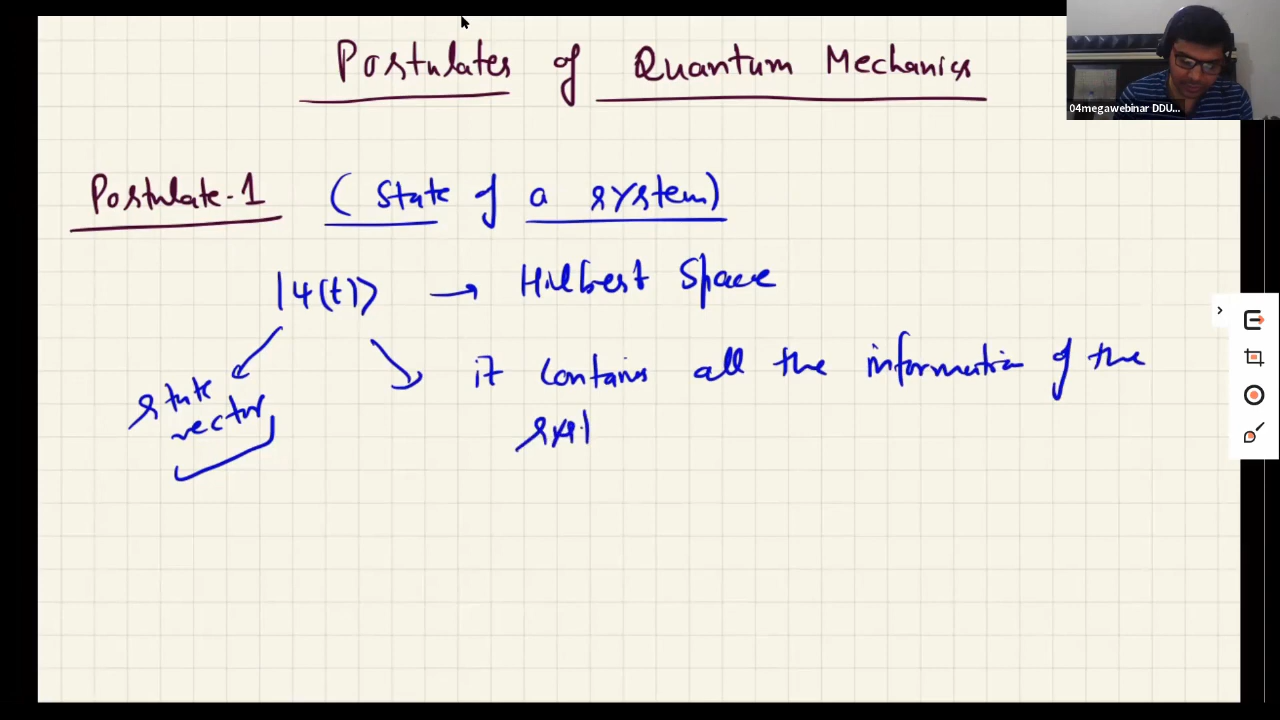 Postulates of Quantum Mechanics
04megawebinar DDU...
Postulate-1 (State of a system)
|ψ(t)⟩ → Hilbert Space
it contains all the information of the
state
vector